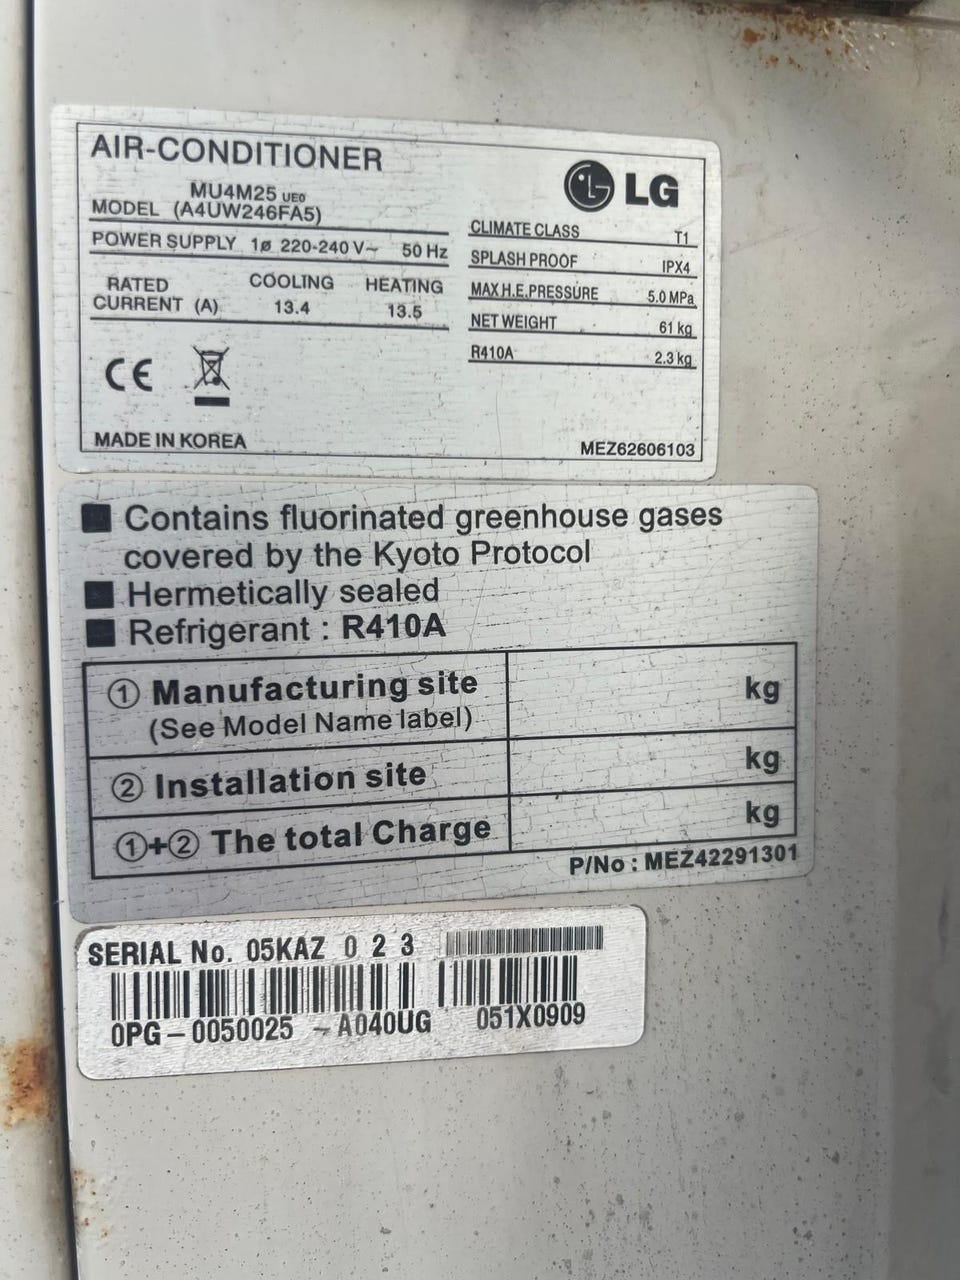 AIR-CONDITIONER
MU4M25 UE0
MODEL (A4UW246FA5)
POWER SUPPLY 1ø 220-240 V~ 50 Hz
RATED CURRENT (A)
COOLING HEATING
13.4 13.5
CE
MADE IN KOREA
LG
CLIMATE CLASS T1
SPLASH PROOF IPX4
MAX.H.E.PRESSURE 5.0 MPa
NET WEIGHT 61 kg
R410A 2.3 kg
MEZ62606103
■ Contains fluorinated greenhouse gases
covered by the Kyoto Protocol
■ Hermetically sealed
■ Refrigerant : R410A
① Manufacturing site kg
(See Model Name label)
② Installation site kg
①+② The total Charge kg
P/No : MEZ42291301
SERIAL No. 05KAZ 0 2 3
0PG-0050025 -A040UG 051X0909